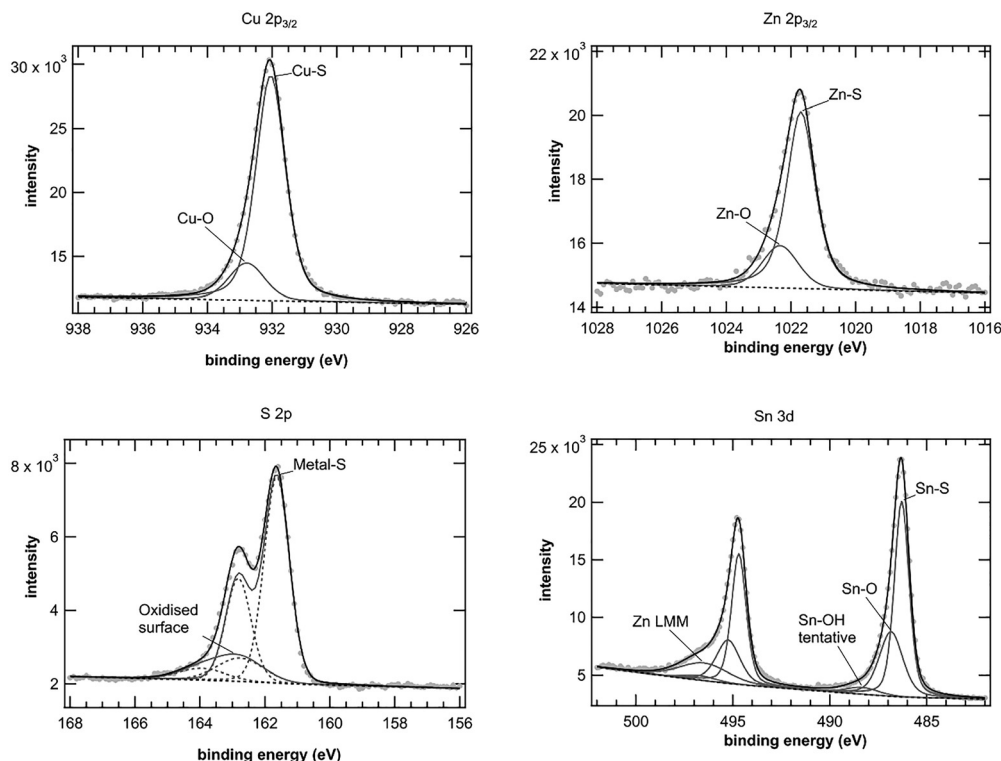 Cu 2p3/2
30 x 10³
25
20
15
intensity
Cu-S
Cu-O
938 936 934 932 930 928 926
binding energy (eV)
Zn 2p3/2
22 x 10³
20
18
16
14
intensity
Zn-S
Zn-O
1028 1026 1024 1022 1020 1018 1016
binding energy (eV)
S 2p
8 x 10³
6
4
2
intensity
Metal-S
Oxidised
surface
168 166 164 162 160 158 156
binding energy (eV)
Sn 3d
25 x 10³
20
15
10
5
intensity
Sn-S
Sn-O
Sn-OH
tentative
Zn LMM
500 495 490 485
binding energy (eV)